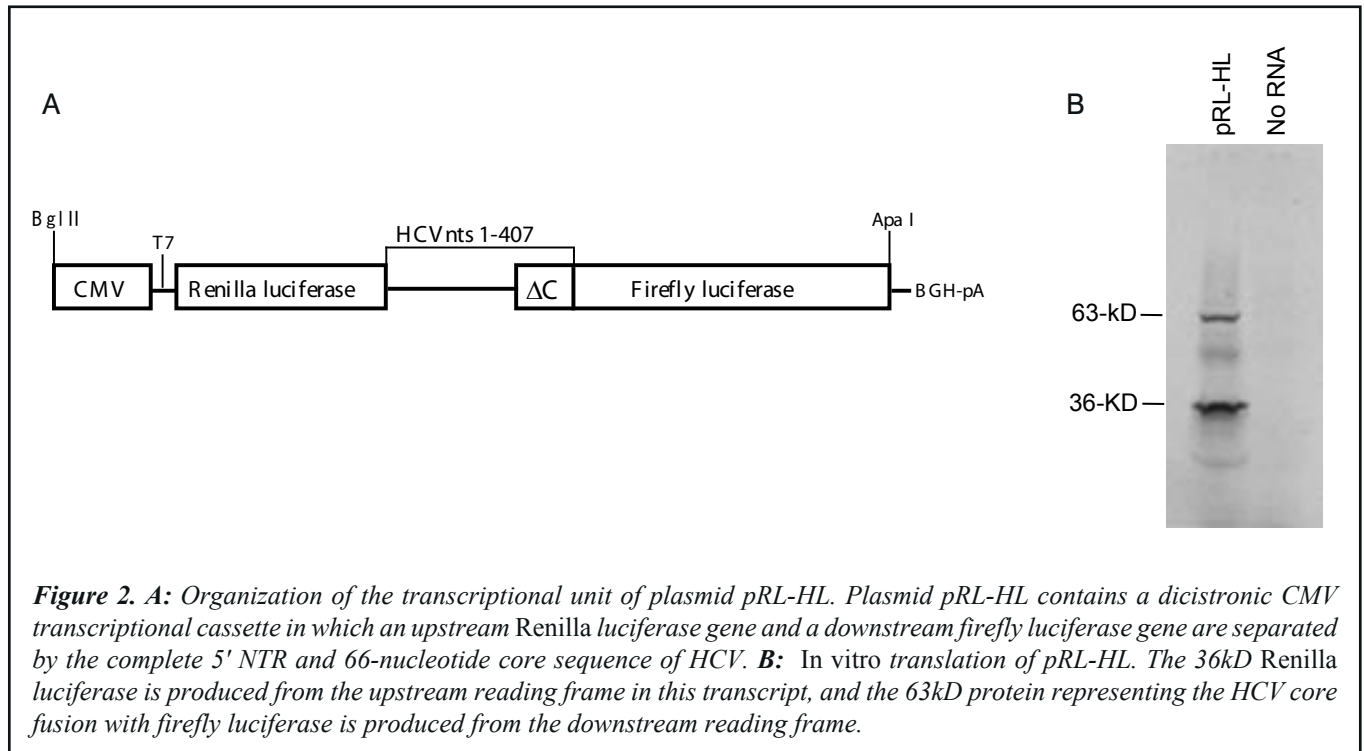 A
Bgl II
T7
HCV nts 1-407
Apa I
CMV
Renilla luciferase
ΔC
Firefly luciferase
BGH-pA
B
pRL-HL
No RNA
63-kD
36-KD
Figure 2. A: Organization of the transcriptional unit of plasmid pRL-HL. Plasmid pRL-HL contains a dicistronic CMV
transcriptional cassette in which an upstream Renilla luciferase gene and a downstream firefly luciferase gene are separated
by the complete 5' NTR and 66-nucleotide core sequence of HCV. B: In vitro translation of pRL-HL. The 36kD Renilla
luciferase is produced from the upstream reading frame in this transcript, and the 63kD protein representing the HCV core
fusion with firefly luciferase is produced from the downstream reading frame.